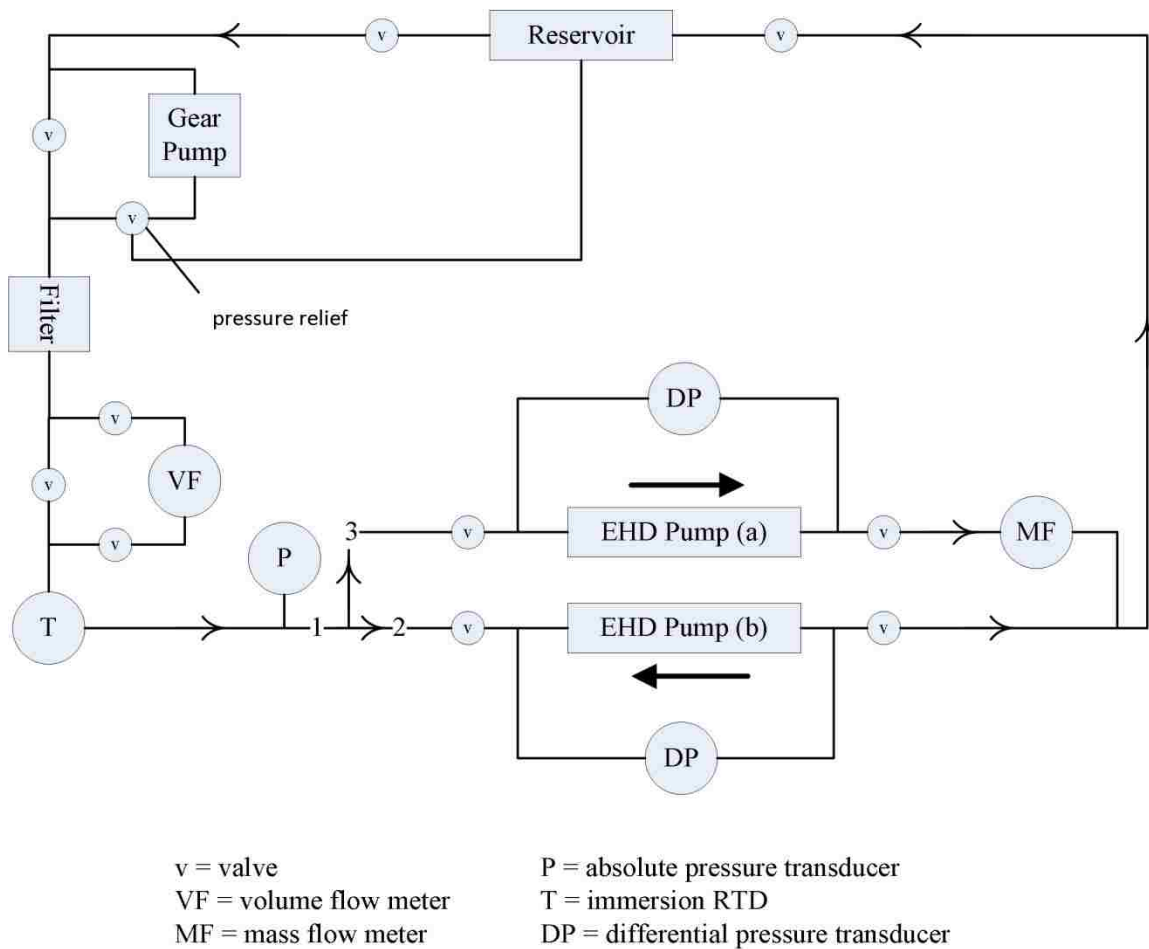 v
Reservoir
v
v
Gear
Pump
v
Filter
pressure relief
v
DP
v
VF
v
3
v
EHD Pump (a)
v
MF
P
T
1
2
v
EHD Pump (b)
v
DP
v = valve
VF = volume flow meter
MF = mass flow meter
P = absolute pressure transducer
T = immersion RTD
DP = differential pressure transducer